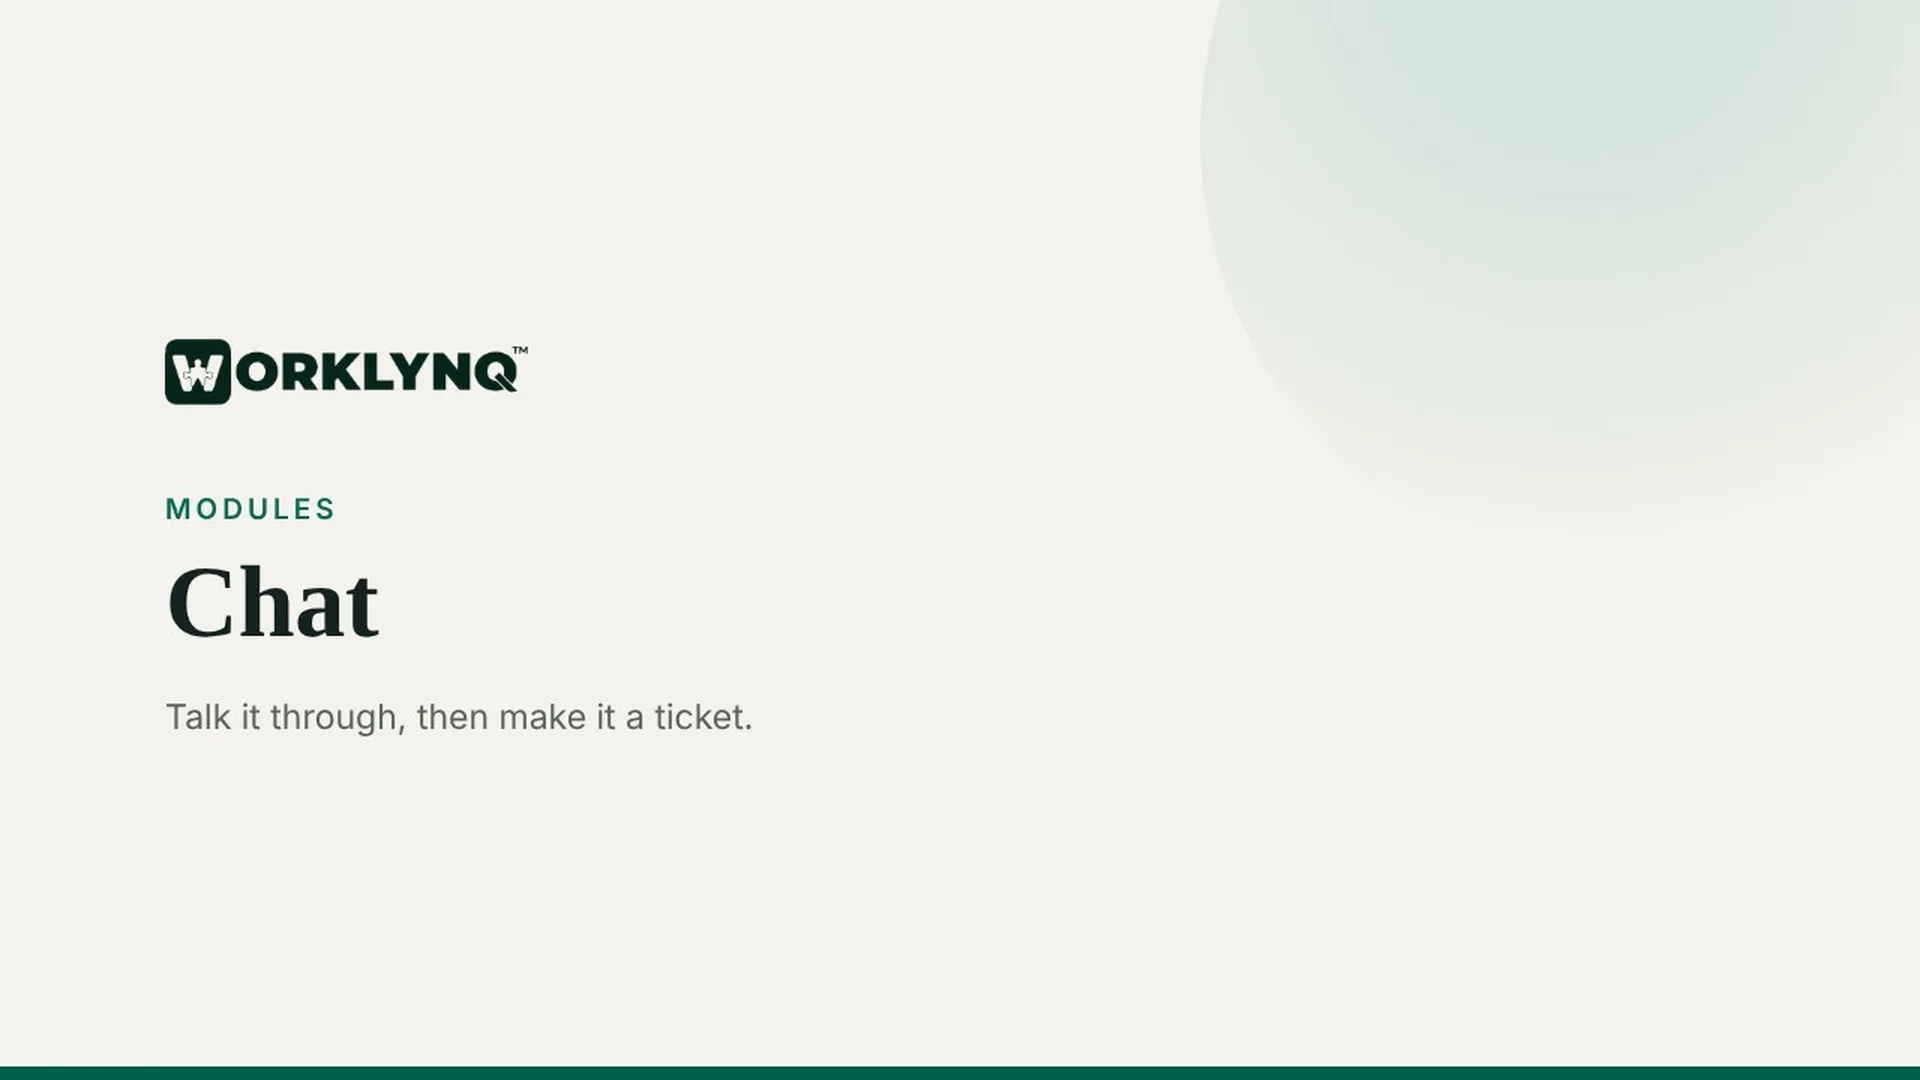 WORKLYNQ™
MODULES
Chat
Talk it through, then make it a ticket.